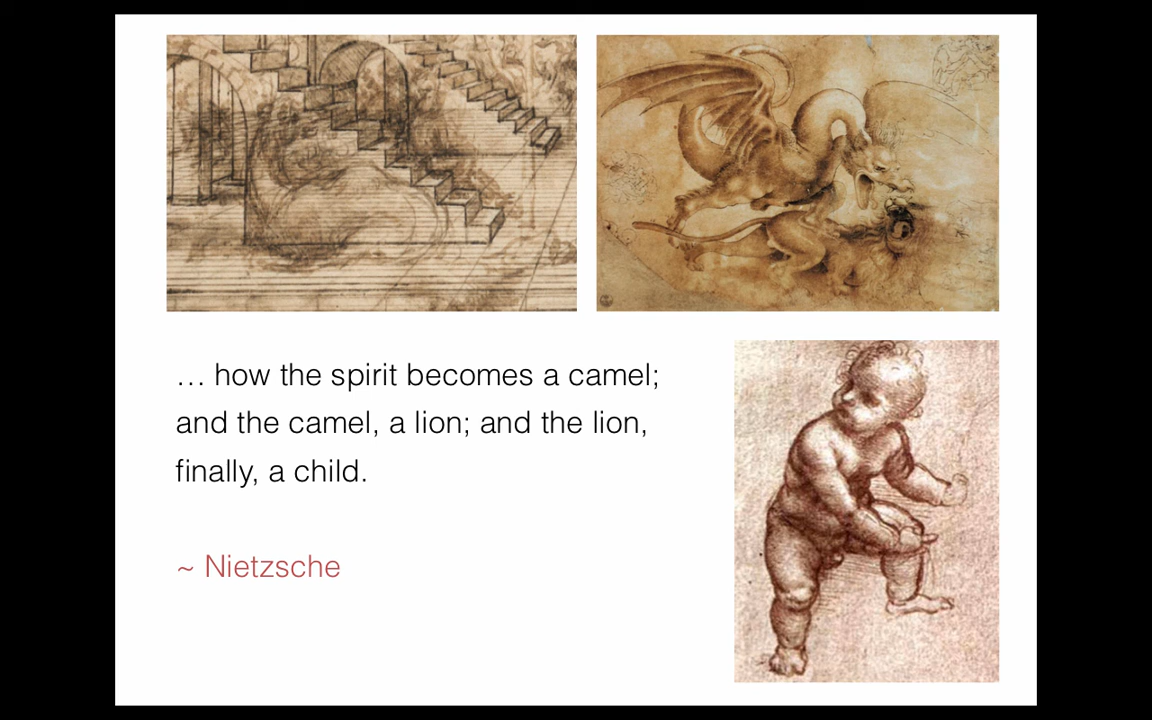 … how the spirit becomes a camel;
and the camel, a lion; and the lion,
finally, a child.
~ Nietzsche